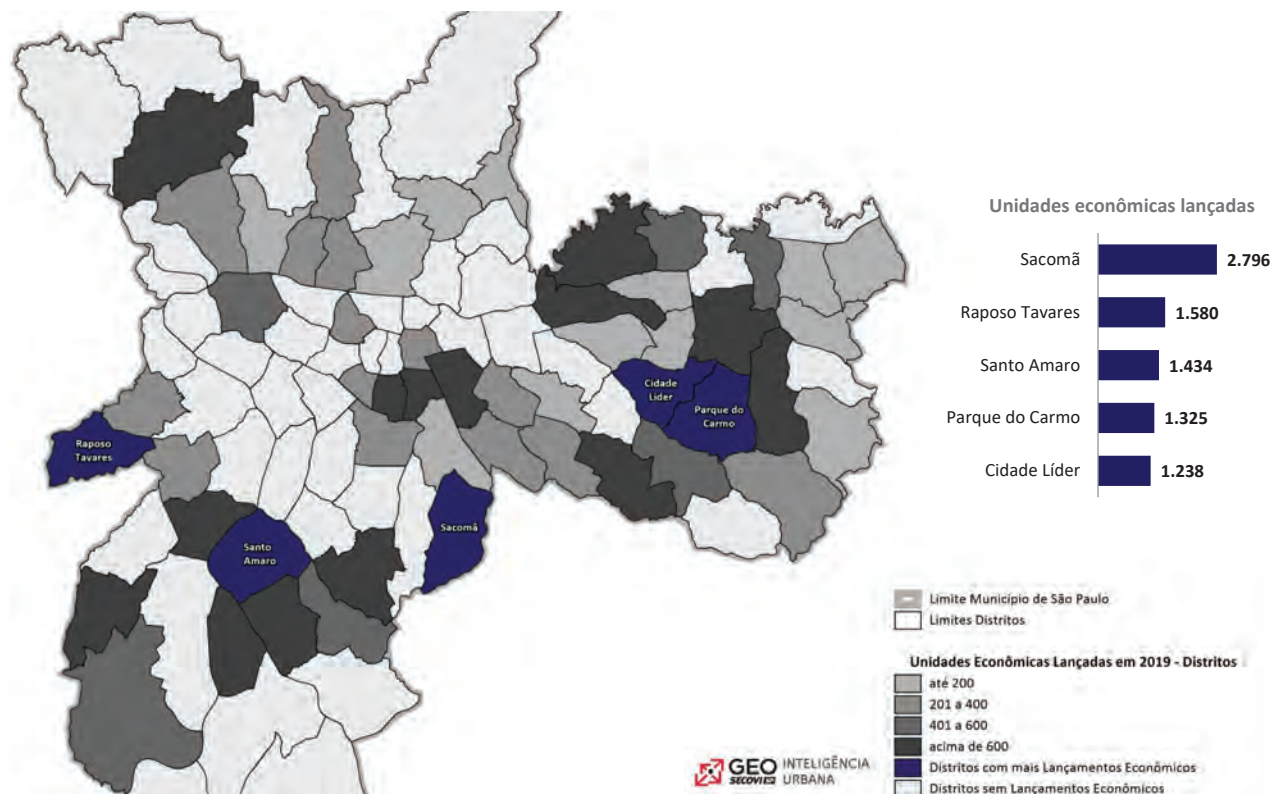 Unidades econômicas lançadas
Sacomã 2.796
Raposo Tavares 1.580
Santo Amaro 1.434
Parque do Carmo 1.325
Cidade Líder 1.238
Cidade
Líder
Parque do
Carmo
Raposo
Tavares
Sacomã
Santo
Amaro
Limite Município de São Paulo
Limites Distritos
Unidades Econômicas Lançadas em 2019 - Distritos
até 200
201 a 400
401 a 600
acima de 600
Distritos com mais Lançamentos Econômicos
Distritos sem Lançamentos Econômicos
GEO
SECOVI SP
INTELIGÊNCIA
URBANA